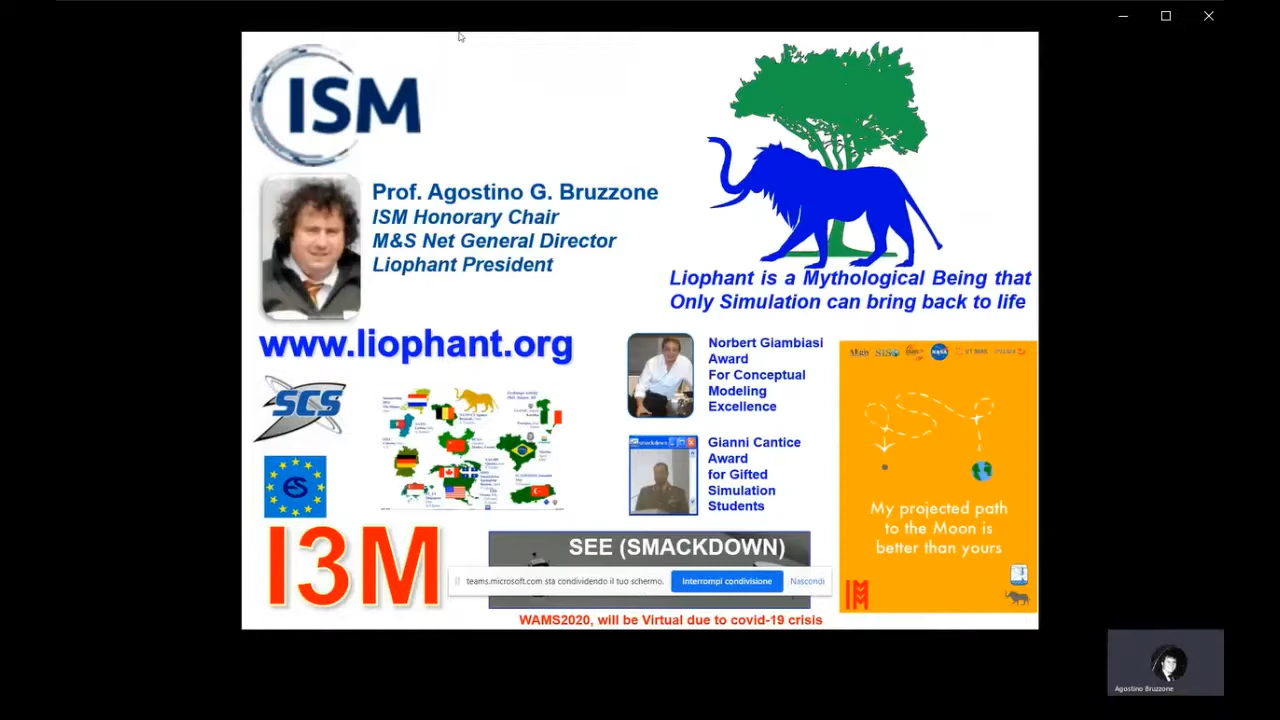 ISM
Prof. Agostino G. Bruzzone
ISM Honorary Chair
M&S Net General Director
Liophant President
Liophant is a Mythological Being that
Only Simulation can bring back to life
www.liophant.org
SCS
Norbert Giambiasi
Award
For Conceptual
Modeling
Excellence
Gianni Cantice
Award
for Gifted
Simulation
Students
NASA
My projected path
to the Moon is
better than yours
I3M
SEE (SMACKDOWN)
teams.microsoft.com sta condividendo il tuo schermo.
Interrompi condivisione
Nascondi
WAMS2020, will be Virtual due to covid-19 crisis
Agostino Bruzzone